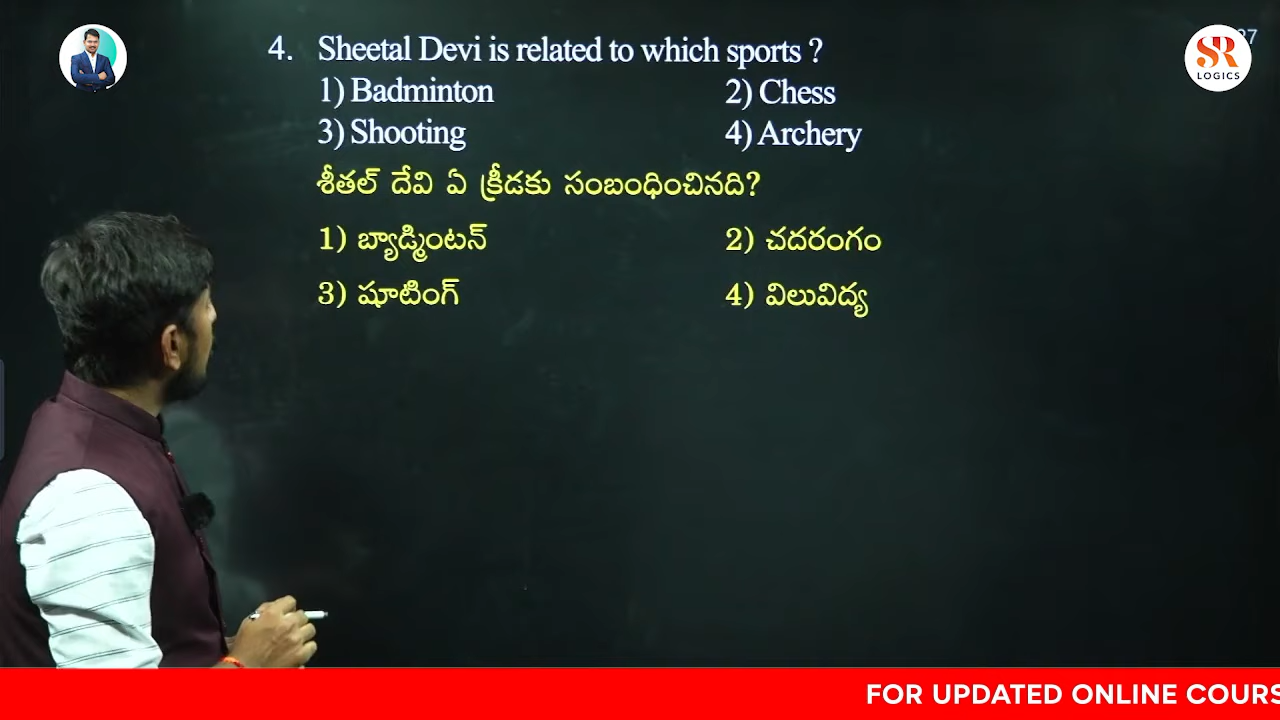 4. Sheetal Devi is related to which sports ?
1) Badminton 2) Chess
3) Shooting 4) Archery
శీతల్ దేవి ఏ క్రీడకు సంబంధించినది?
1) బ్యాడ్మింటన్ 2) చదరంగం
3) షూటింగ్ 4) విలువిద్య
SR
LOGICS
FOR UPDATED ONLINE COURS